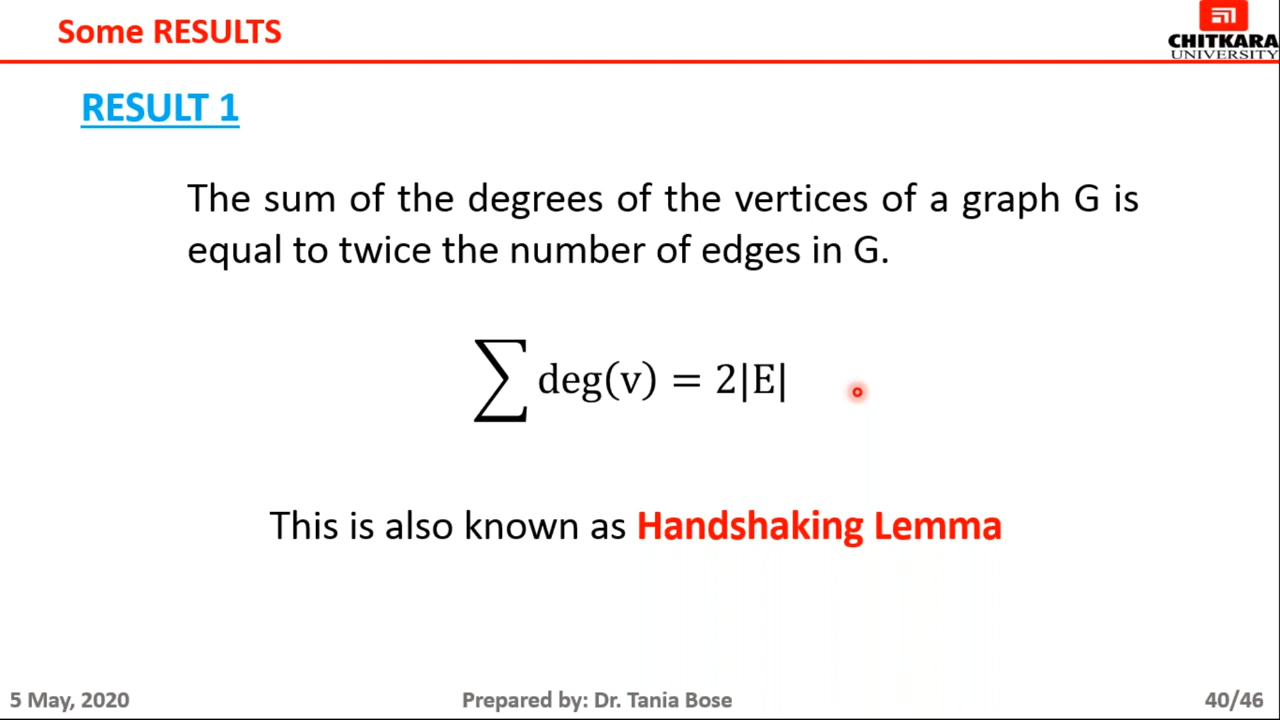 Some RESULTS
CHITKARA
UNIVERSITY
RESULT 1
The sum of the degrees of the vertices of a graph G is
equal to twice the number of edges in G.
∑ deg(v) = 2|E|
This is also known as Handshaking Lemma
5 May, 2020
Prepared by: Dr. Tania Bose
40/46